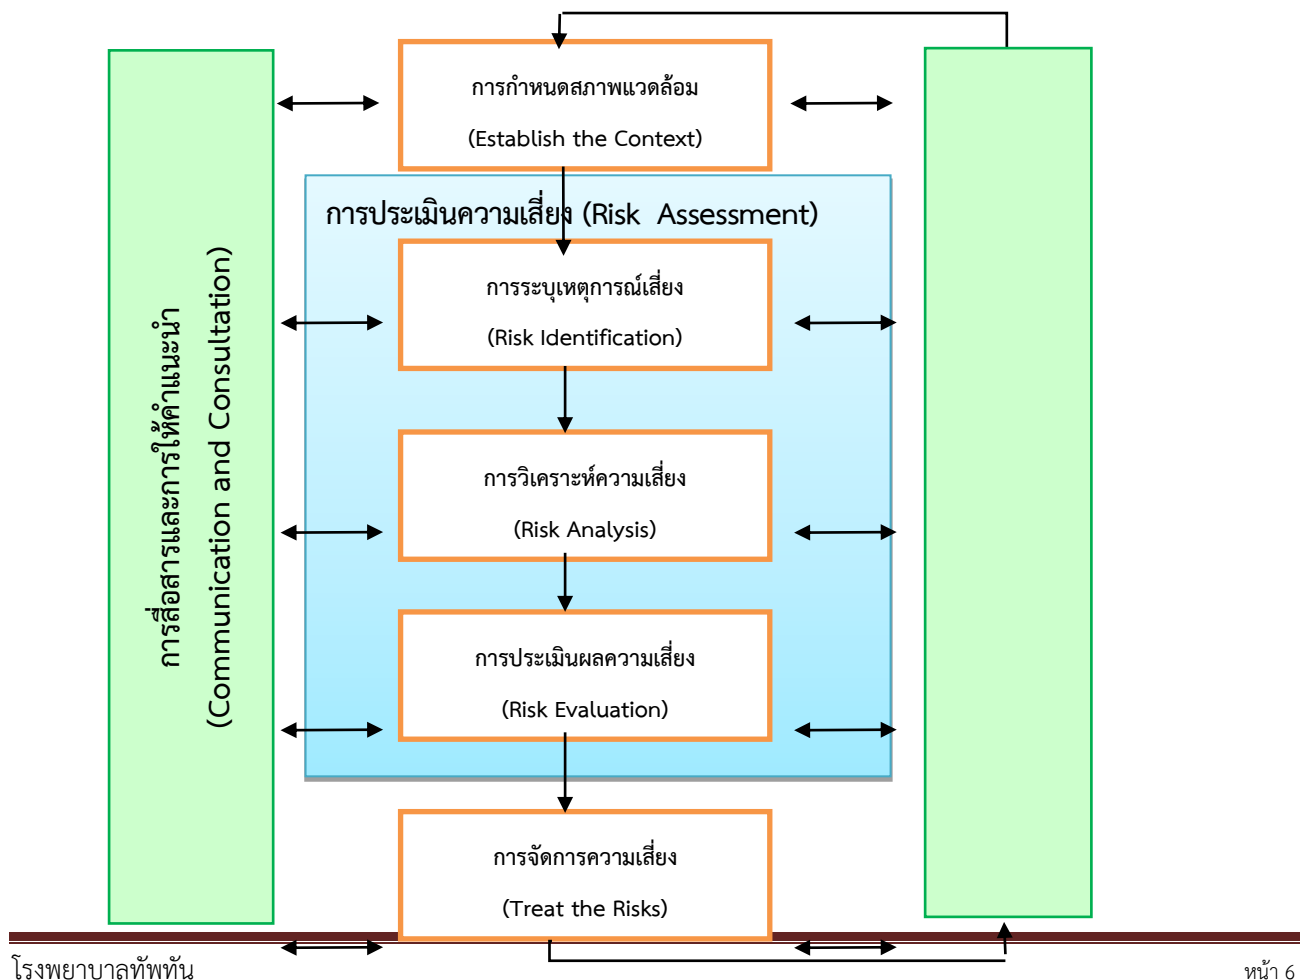 การกำหนดสภาพแวดล้อม
(Establish the Context)
การประเมินความเสี่ยง (Risk Assessment)
การระบุเหตุการณ์เสี่ยง
(Risk Identification)
การสื่อสารและการให้คำแนะนำ
(Communication and Consultation)
การวิเคราะห์ความเสี่ยง
(Risk Analysis)
การประเมินผลความเสี่ยง
(Risk Evaluation)
การจัดการความเสี่ยง
(Treat the Risks)
โรงพยาบาลทัพทัน
หน้า 6